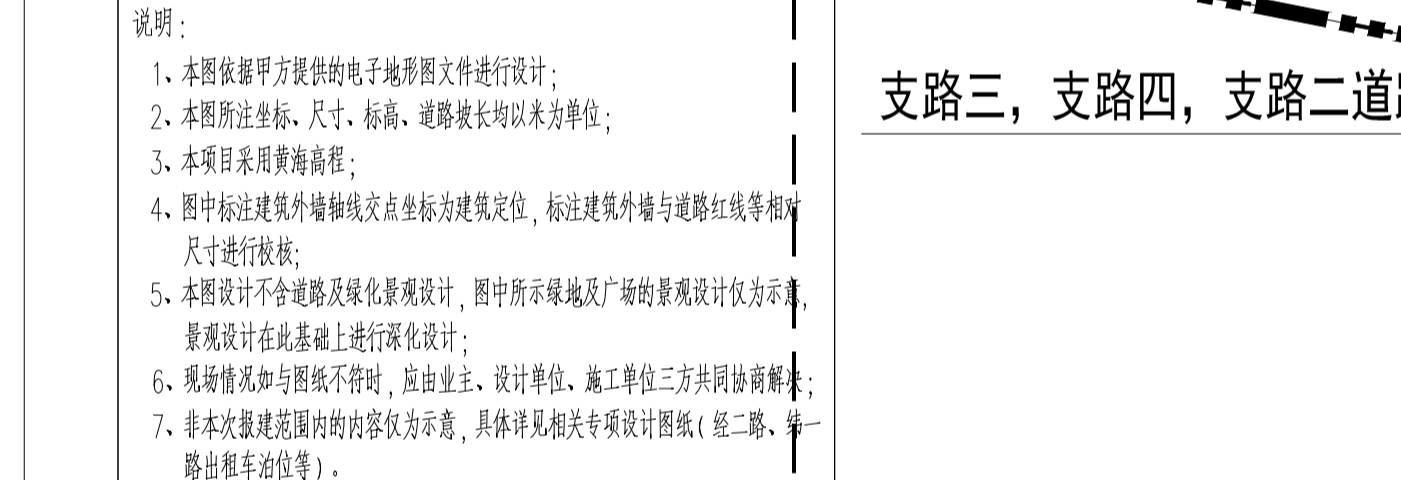 说明：
1、本图依据甲方提供的电子地形图文件进行设计；
2、本图所注坐标、尺寸、标高、道路坡长均以米为单位；
3、本项目采用黄海高程；
4、图中标注建筑外墙轴线交点坐标为建筑定位，标注建筑外墙与道路红线等相对
尺寸进行校核；
5、本图设计不含道路及绿化景观设计，图中所示绿地及广场的景观设计仅为示意，
景观设计在此基础上进行深化设计；
6、现场情况如与图纸不符时，应由业主、设计单位、施工单位三方共同协商解决；
7、非本次报建范围内的内容仅为示意，具体详见相关专项设计图纸（经二路、纬一
路出租车泊位等）。
支路三，支路四，支路二道